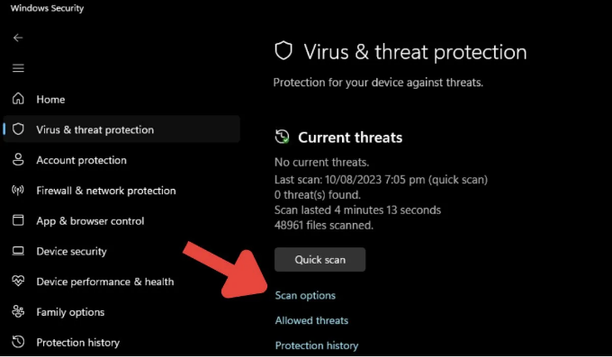 Windows Security
Home
Virus & threat protection
Account protection
Firewall & network protection
App & browser control
Device security
Device performance & health
Family options
Protection history
Virus & threat protection
Protection for your device against threats.
Current threats
No current threats.
Last scan: 10/08/2023 7:05 pm (quick scan)
0 threat(s) found.
Scan lasted 4 minutes 13 seconds
48961 files scanned.
Quick scan
Scan options
Allowed threats
Protection history